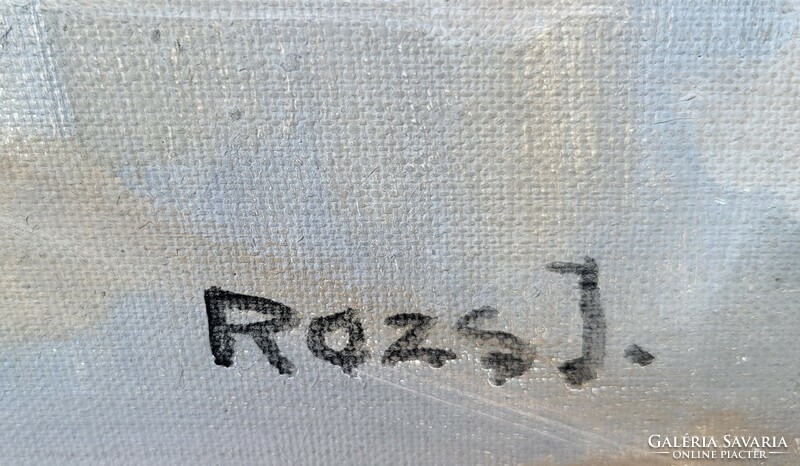 Rozs J.
GALÉRIA SAVARIA
ONLINE PIACTÉR